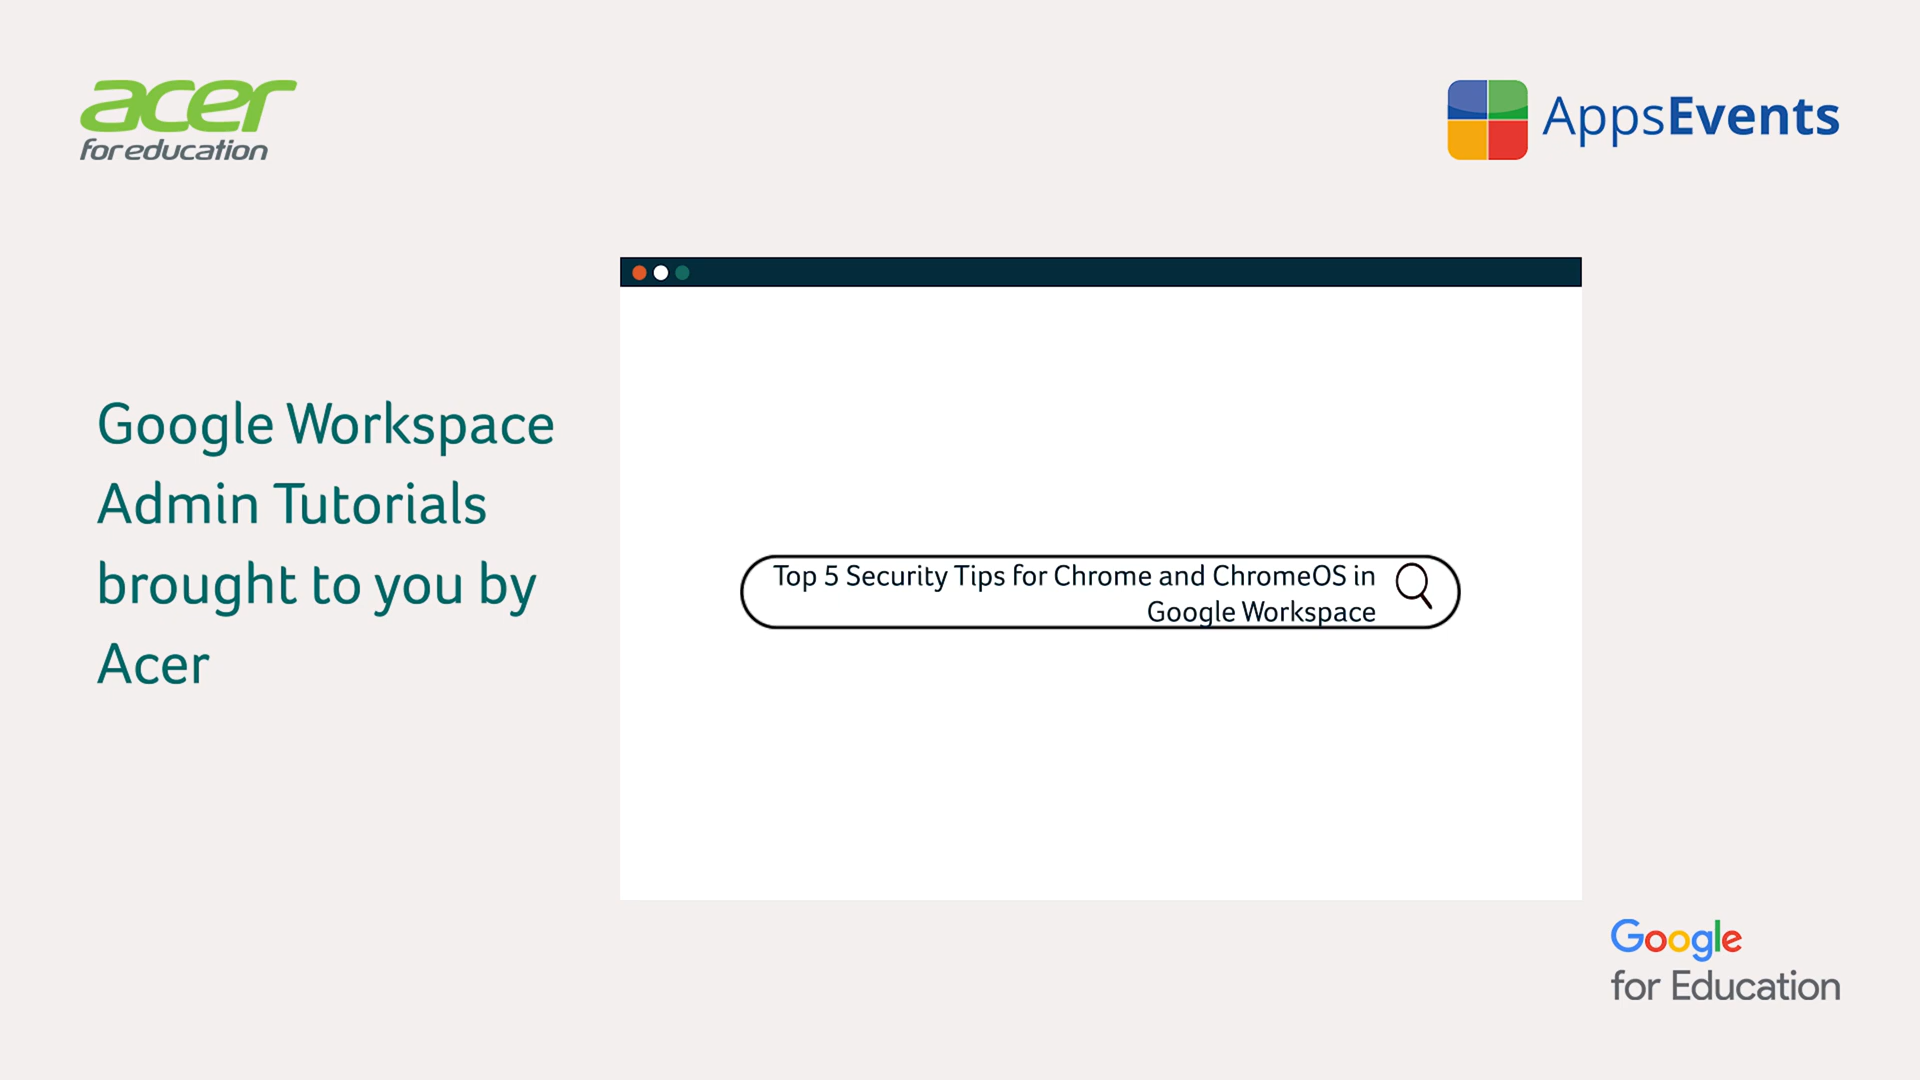 acer
for education
AppsEvents
Google Workspace
Admin Tutorials
brought to you by
Acer
Top 5 Security Tips for Chrome and ChromeOS in
Google Workspace
Google
for Education